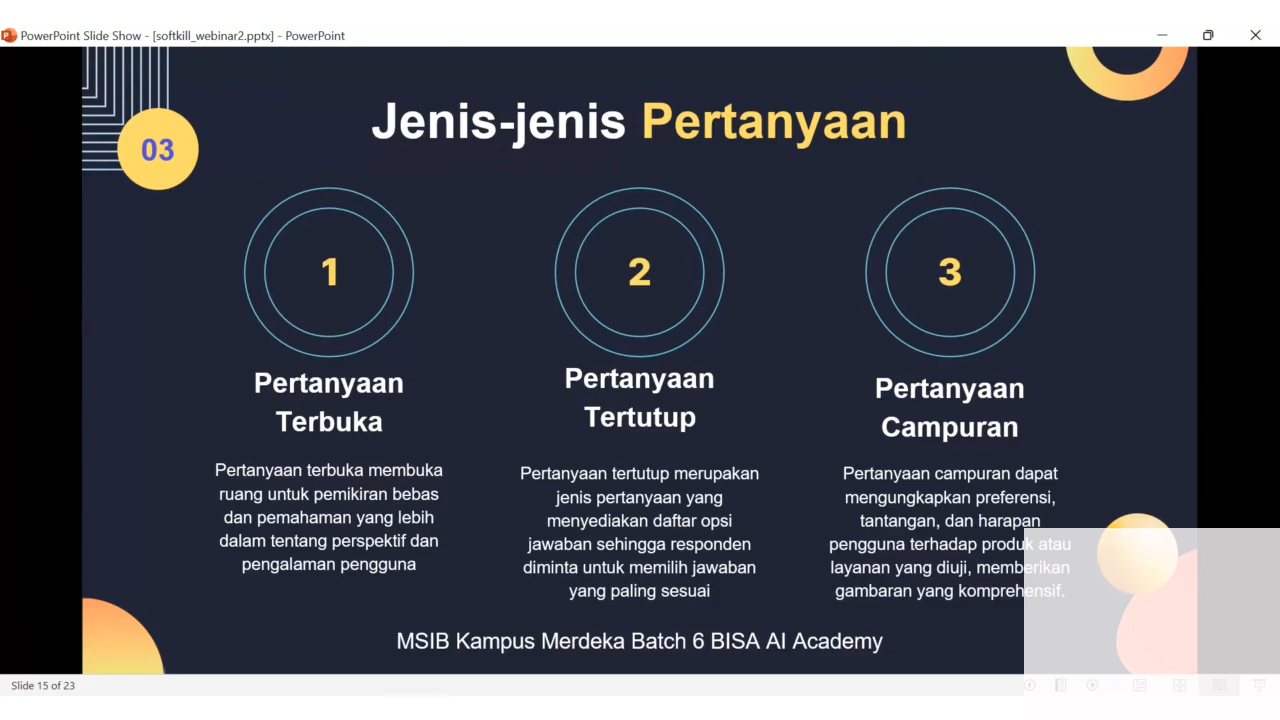 PowerPoint Slide Show - [softkill_webinar2.pptx] - PowerPoint
03
Jenis-jenis Pertanyaan
1
Pertanyaan
Terbuka
Pertanyaan terbuka membuka
ruang untuk pemikiran bebas
dan pemahaman yang lebih
dalam tentang perspektif dan
pengalaman pengguna
2
Pertanyaan
Tertutup
Pertanyaan tertutup merupakan
jenis pertanyaan yang
menyediakan daftar opsi
jawaban sehingga responden
diminta untuk memilih jawaban
yang paling sesuai
3
Pertanyaan
Campuran
Pertanyaan campuran dapat
mengungkapkan preferensi,
tantangan, dan harapan
pengguna terhadap produk atau
layanan yang diuji, memberikan
gambaran yang komprehensif.
MSIB Kampus Merdeka Batch 6 BISA AI Academy
Slide 15 of 23